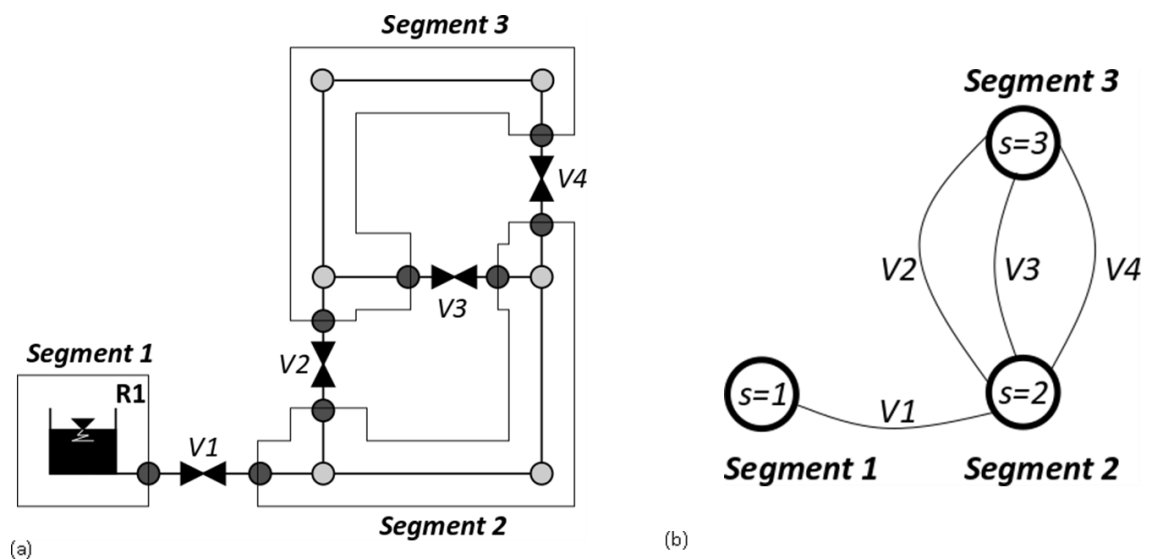 Segment 3
V4
V3
V2
Segment 1
R1
V1
Segment 2
(a)
Segment 3
s=3
V2
V3
V4
s=1
V1
s=2
Segment 1
Segment 2
(b)